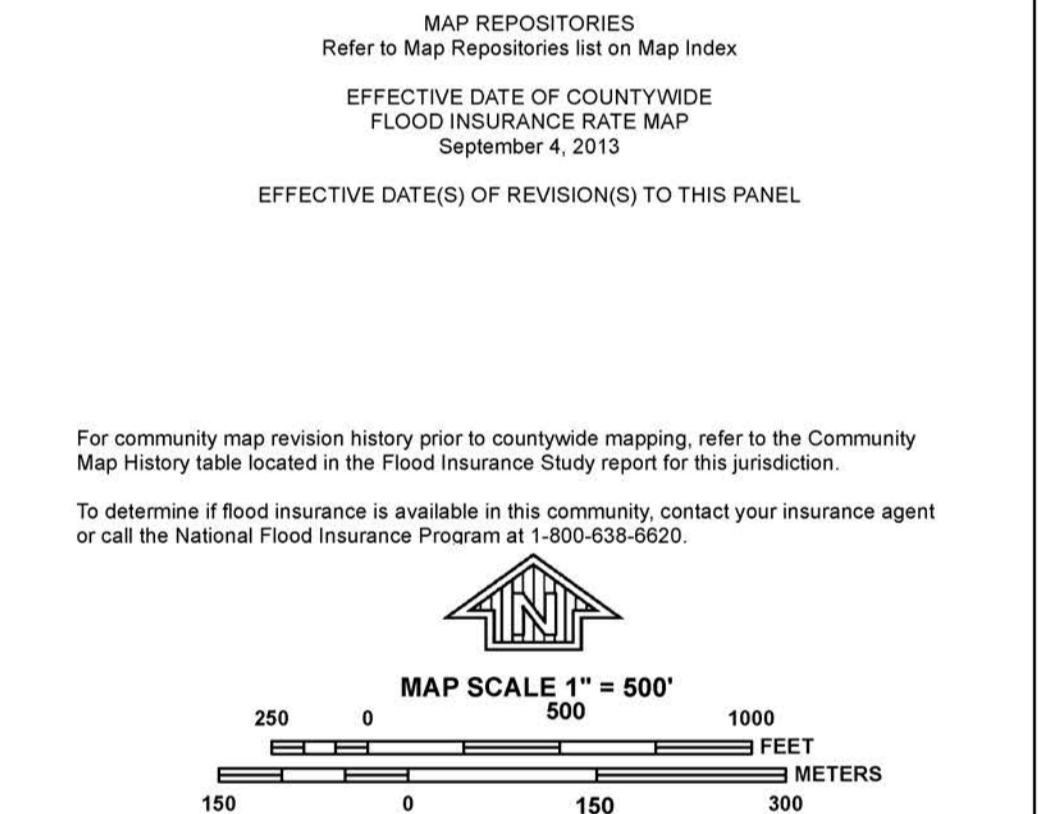 MAP REPOSITORIES
Refer to Map Repositories list on Map Index
EFFECTIVE DATE OF COUNTYWIDE
FLOOD INSURANCE RATE MAP
September 4, 2013
EFFECTIVE DATE(S) OF REVISION(S) TO THIS PANEL
For community map revision history prior to countywide mapping, refer to the Community
Map History table located in the Flood Insurance Study report for this jurisdiction.
To determine if flood insurance is available in this community, contact your insurance agent
or call the National Flood Insurance Program at 1-800-638-6620.
N
MAP SCALE 1" = 500'
250 0 500 1000
FEET
METERS
150 0 150 300